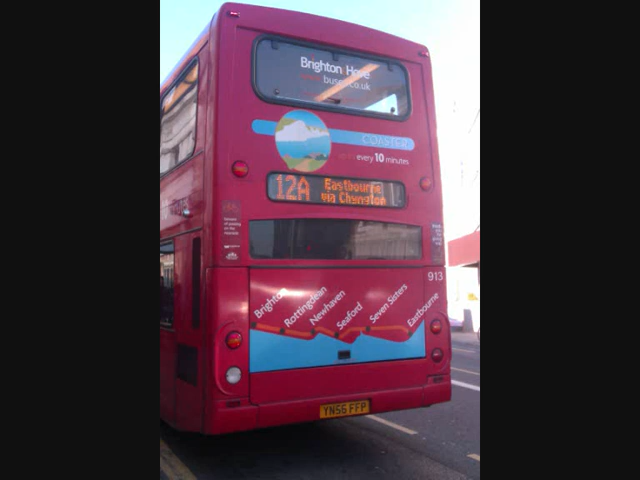 Brighton Hove
buses.co.uk
COASTER
every 10 minutes
12A Eastbourne
via Chyngton
913
Brighton
Rottingdean
Newhaven
Seaford
Seven Sisters
Eastbourne
YN56 FFP